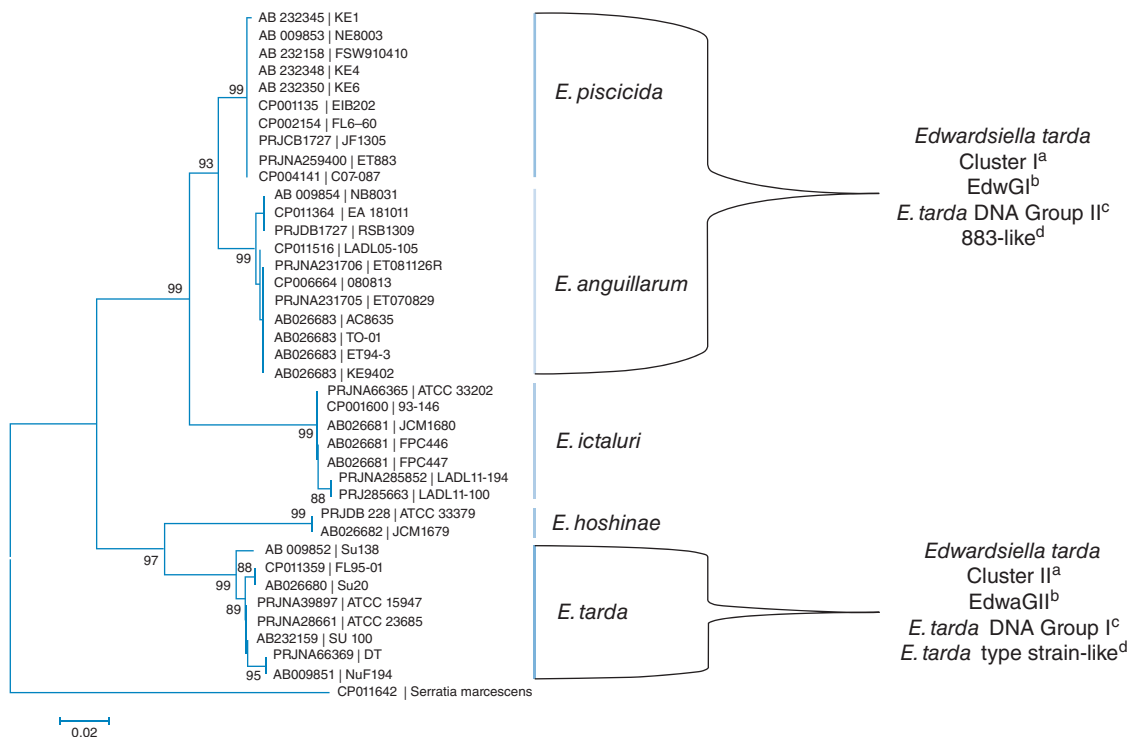 AB 232345 | KE1
AB 009853 | NE8003
AB 232158 | FSW910410
AB 232348 | KE4
AB 232350 | KE6
CP001135 | EIB202
CP002154 | FL6–60
PRJCB1727 | JF1305
PRJNA259400 | ET883
CP004141 | C07-087
AB 009854 | NB8031
CP011364 | EA 181011
PRJDB1727 | RSB1309
CP011516 | LADL05-105
PRJNA231706 | ET081126R
CP006664 | 080813
PRJNA231705 | ET070829
AB026683 | AC8635
AB026683 | TO-01
AB026683 | ET94-3
AB026683 | KE9402
PRJNA66365 | ATCC 33202
CP001600 | 93-146
AB026681 | JCM1680
AB026681 | FPC446
AB026681 | FPC447
PRJNA285852 | LADL11-194
PRJ285663 | LADL11-100
PRJDB 228 | ATCC 33379
AB026682 | JCM1679
AB 009852 | Su138
CP011359 | FL95-01
AB026680 | Su20
PRJNA39897 | ATCC 15947
PRJNA28661 | ATCC 23685
AB232159 | SU 100
PRJNA66369 | DT
AB009851 | NuF194
CP011642 | Serratia marcescens
99
93
99
99
99
88
99
97
99
88
89
95
0.02
E. piscicida
E. anguillarum
E. ictaluri
E. hoshinae
E. tarda
Edwardsiella tarda
Cluster Iᵃ
EdwGIᵇ
E. tarda DNA Group IIᶜ
883-likeᵈ
Edwardsiella tarda
Cluster IIᵃ
EdwaGIIᵇ
E. tarda DNA Group Iᶜ
E. tarda type strain-likeᵈ